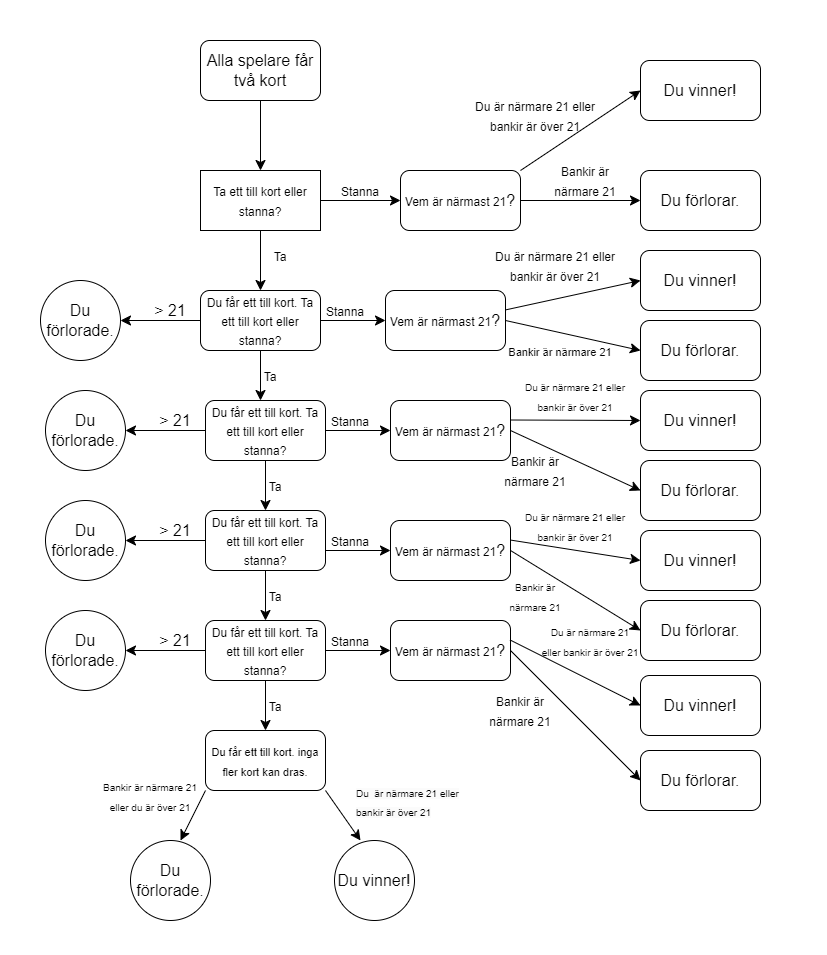 Alla spelare får
två kort
Du är närmare 21 eller
bankir är över 21
Du vinner!
Ta ett till kort eller
stanna?
Stanna
Vem är närmast 21?
Bankir är
närmare 21
Du förlorar.
Ta
Du är närmare 21 eller
bankir är över 21
Du vinner!
Du
förlorade.
> 21
Du får ett till kort. Ta
ett till kort eller
stanna?
Stanna
Vem är närmast 21?
Bankir är närmare 21
Du förlorar.
Ta
Du är närmare 21 eller
bankir är över 21
Du vinner!
Du
förlorade.
> 21
Du får ett till kort. Ta
ett till kort eller
stanna?
Stanna
Vem är närmast 21?
Bankir är
närmare 21
Du förlorar.
Ta
Du är närmare 21 eller
bankir är över 21
Du vinner!
Du
förlorade.
> 21
Du får ett till kort. Ta
ett till kort eller
stanna?
Stanna
Vem är närmast 21?
Bankir är
närmare 21
Du förlorar.
Ta
Du är närmare 21
eller bankir är över 21
Du vinner!
Du
förlorade.
> 21
Du får ett till kort. Ta
ett till kort eller
stanna?
Stanna
Vem är närmast 21?
Bankir är
närmare 21
Du förlorar.
Ta
Du får ett till kort. inga
fler kort kan dras.
Bankir är närmare 21
eller du är över 21
Du  är närmare 21 eller
bankir är över 21
Du
förlorade.
Du vinner!